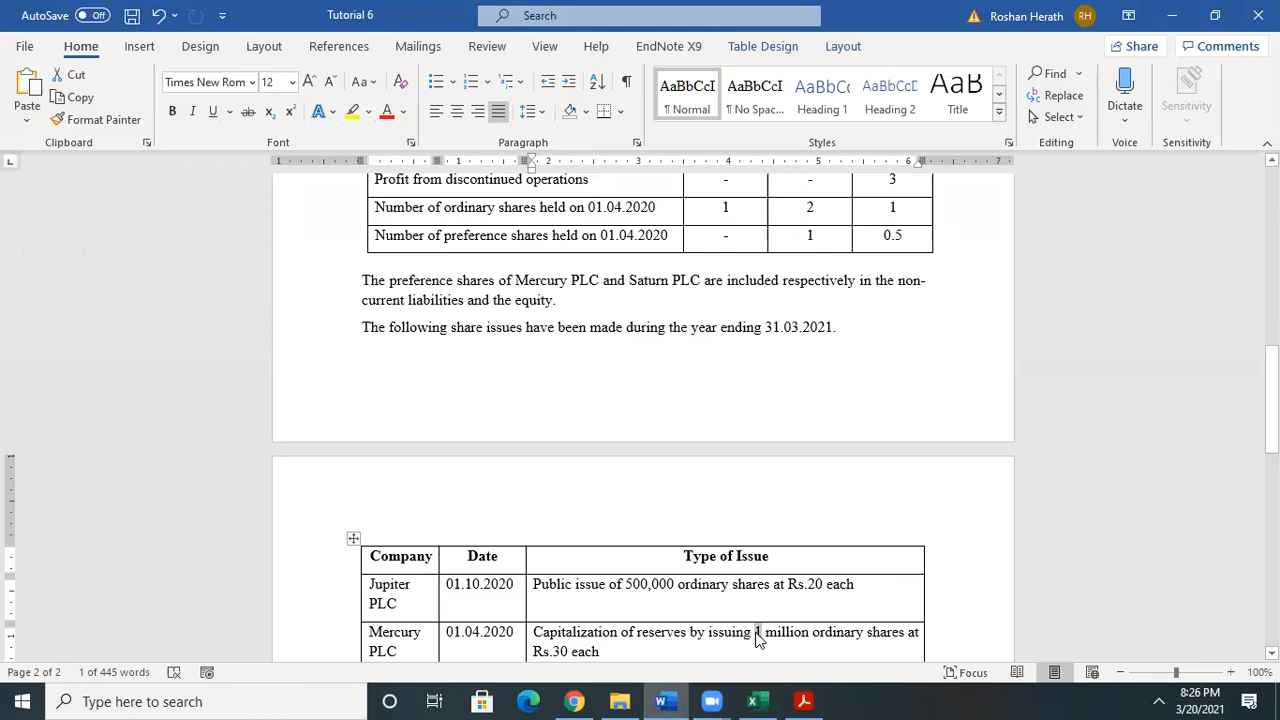 AutoSave Off
Tutorial 6
Search
Roshan Herath RH
File Home Insert Design Layout References Mailings Review View Help EndNote X9 Table Design Layout Share Comments
Paste
Cut
Copy
Format Painter
Clipboard
Times New Rom 12
Font
Paragraph
AaBbCcI AaBbCcI AaBbCc AaBbCcI AaB
¶ Normal ¶ No Spac... Heading 1 Heading 2 Title
Styles
Find
Replace
Select
Editing
Dictate
Voice
Sensitivity
Sensitivity
1 1 2 3 4 5 6 7
Profit from discontinued operations - - 3
Number of ordinary shares held on 01.04.2020 1 2 1
Number of preference shares held on 01.04.2020 - 1 0.5
The preference shares of Mercury PLC and Saturn PLC are included respectively in the non-
current liabilities and the equity.
The following share issues have been made during the year ending 31.03.2021.
Company Date Type of Issue
Jupiter PLC 01.10.2020 Public issue of 500,000 ordinary shares at Rs.20 each
Mercury PLC 01.04.2020 Capitalization of reserves by issuing 1 million ordinary shares at
Rs.30 each
Page 2 of 2 1 of 445 words Focus 100%
Type here to search
8:26 PM
3/20/2021